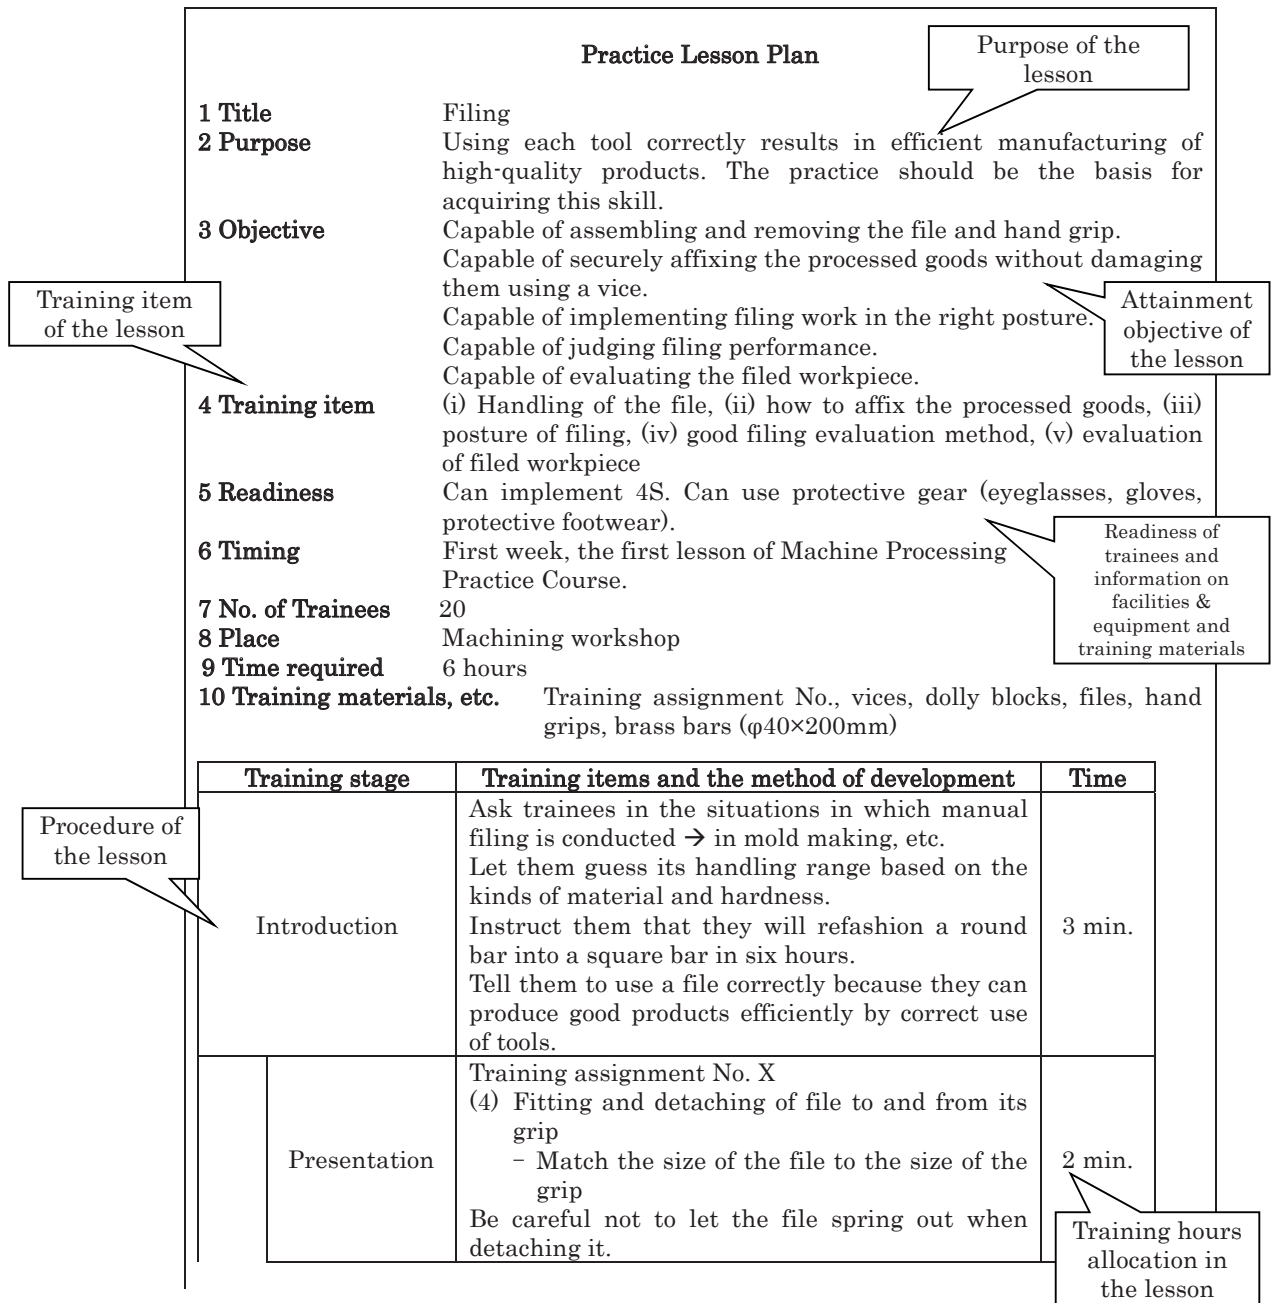 Practice Lesson Plan
Purpose of the
lesson
1 Title Filing
2 Purpose Using each tool correctly results in efficient manufacturing of
high-quality products. The practice should be the basis for
acquiring this skill.
3 Objective Capable of assembling and removing the file and hand grip.
Capable of securely affixing the processed goods without damaging
them using a vice.
Capable of implementing filing work in the right posture.
Capable of judging filing performance.
Capable of evaluating the filed workpiece.
Training item
of the lesson
Attainment
objective of
the lesson
4 Training item (i) Handling of the file, (ii) how to affix the processed goods, (iii)
posture of filing, (iv) good filing evaluation method, (v) evaluation
of filed workpiece
5 Readiness Can implement 4S. Can use protective gear (eyeglasses, gloves,
protective footwear).
6 Timing First week, the first lesson of Machine Processing
Practice Course.
7 No. of Trainees 20
8 Place Machining workshop
9 Time required 6 hours
Readiness of
trainees and
information on
facilities &
equipment and
training materials
10 Training materials, etc. Training assignment No., vices, dolly blocks, files, hand
grips, brass bars (φ40×200mm)
Training stage Training items and the method of development Time
Procedure of
the lesson
Introduction
Ask trainees in the situations in which manual
filing is conducted → in mold making, etc.
Let them guess its handling range based on the
kinds of material and hardness.
Instruct them that they will refashion a round
bar into a square bar in six hours.
Tell them to use a file correctly because they can
produce good products efficiently by correct use
of tools.
3 min.
Presentation
Training assignment No. X
(4) Fitting and detaching of file to and from its
grip
− Match the size of the file to the size of the
grip
Be careful not to let the file spring out when
detaching it.
2 min.
Training hours
allocation in
the lesson